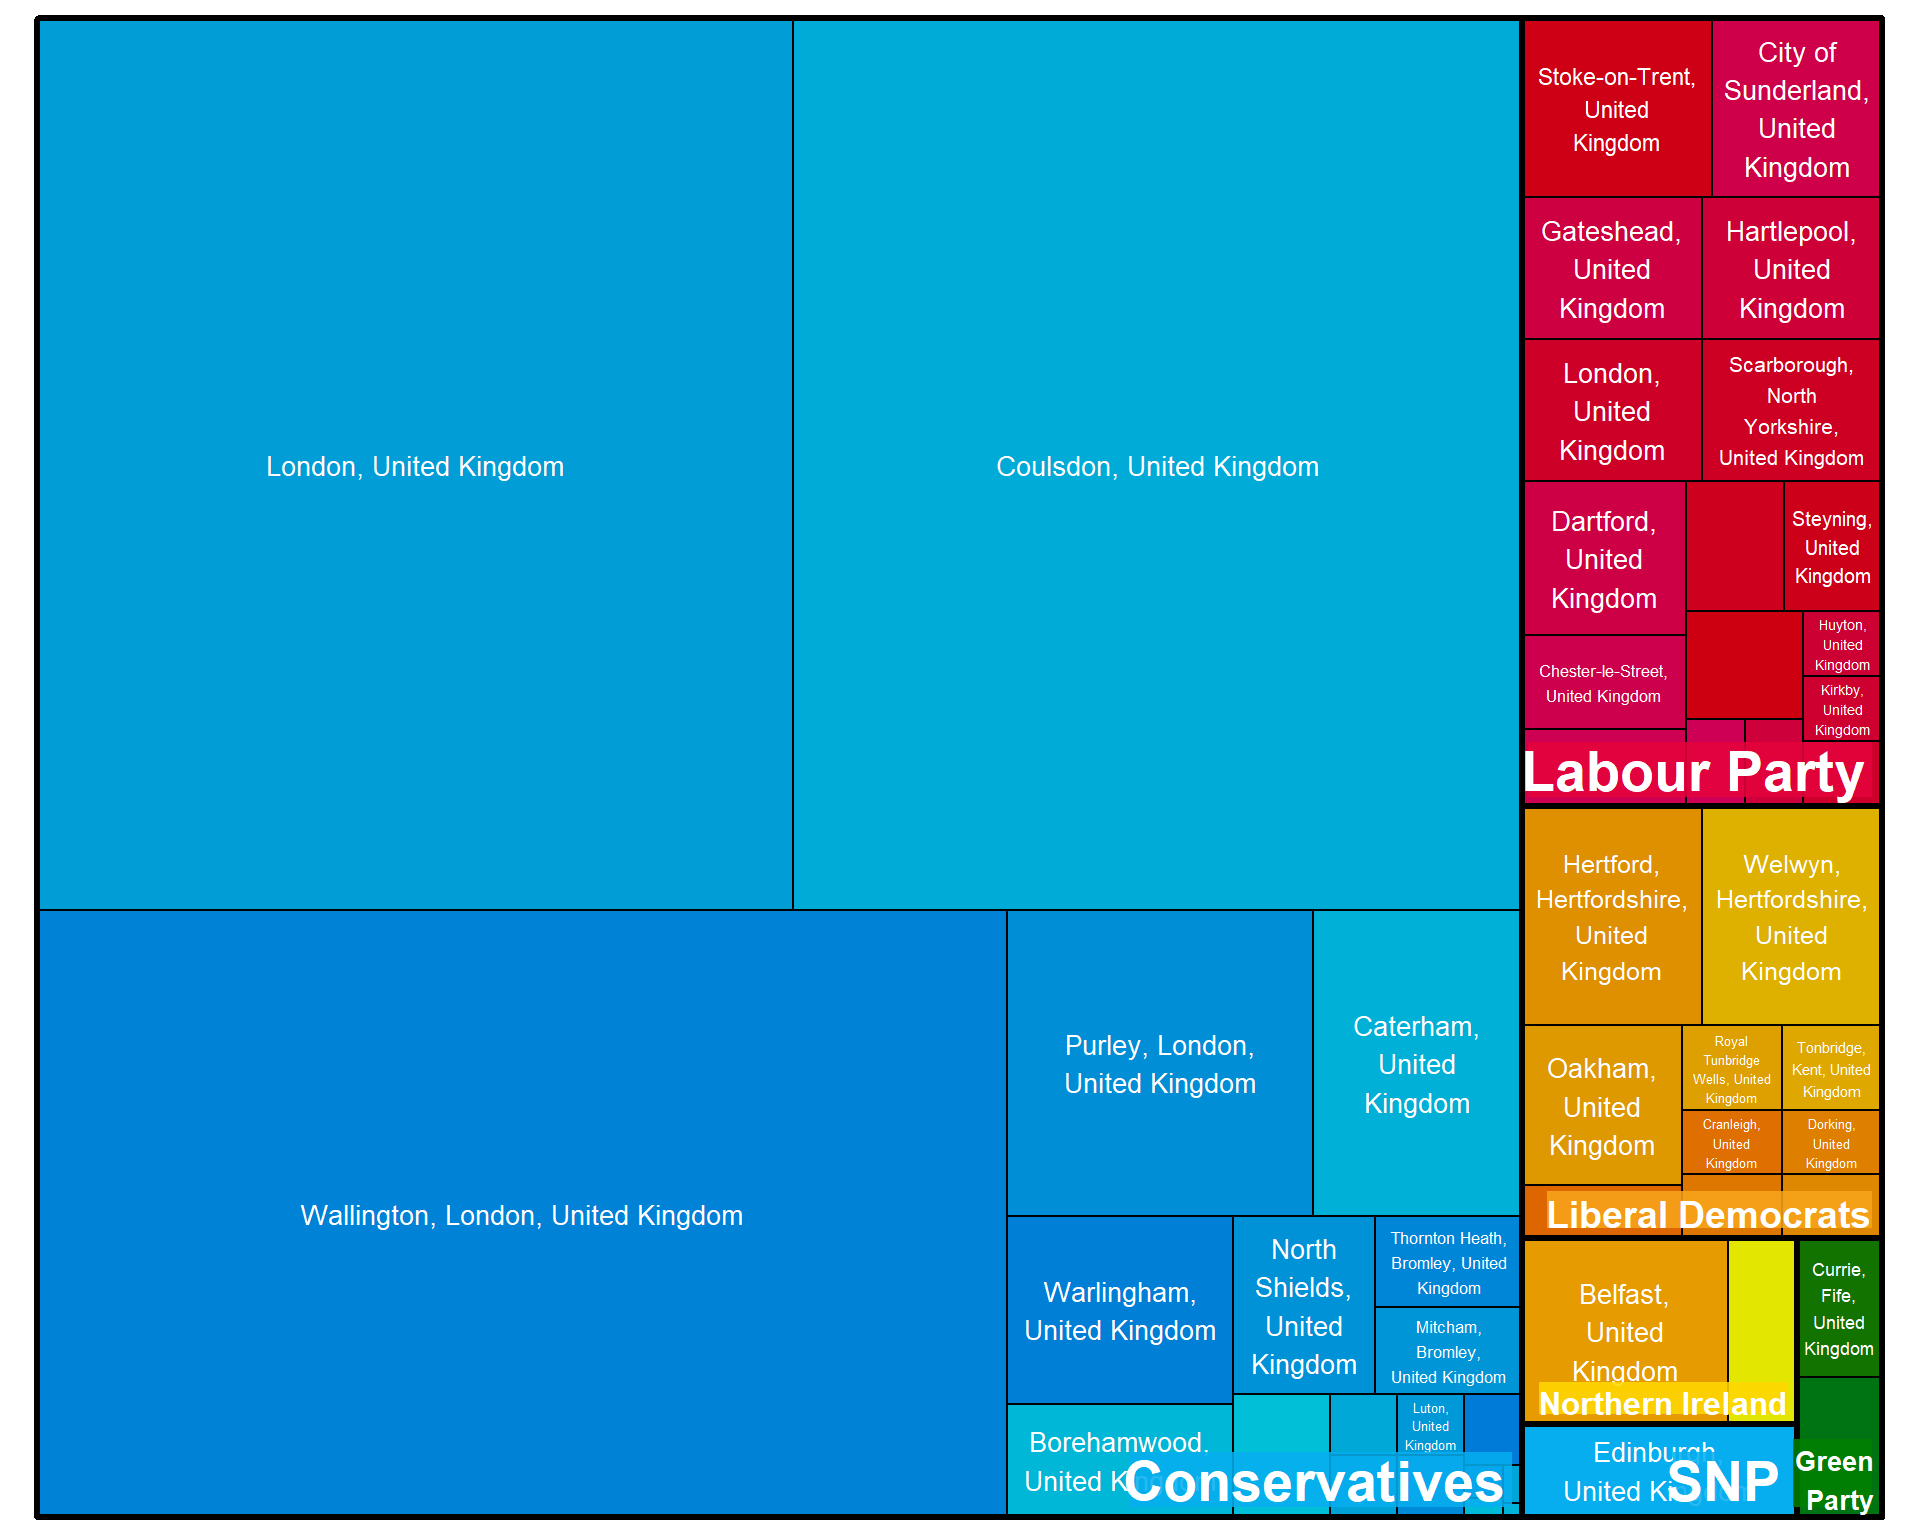 London, United Kingdom
Coulsdon, United Kingdom
Wallington, London, United Kingdom
Purley, London,
United Kingdom
Caterham,
United
Kingdom
Warlingham,
United Kingdom
North
Shields,
United
Kingdom
Thornton Heath,
Bromley, United
Kingdom
Mitcham,
Bromley,
United Kingdom
Borehamwood,
United Kingdom
Luton,
United
Kingdom
Conservatives
Stoke-on-Trent,
United
Kingdom
City of
Sunderland,
United
Kingdom
Gateshead,
United
Kingdom
Hartlepool,
United
Kingdom
London,
United
Kingdom
Scarborough,
North
Yorkshire,
United Kingdom
Dartford,
United
Kingdom
Steyning,
United
Kingdom
Chester-le-Street,
United Kingdom
Huyton,
United
Kingdom
Kirkby,
United
Kingdom
Labour Party
Hertford,
Hertfordshire,
United
Kingdom
Welwyn,
Hertfordshire,
United
Kingdom
Oakham,
United
Kingdom
Royal
Tunbridge
Wells, United
Kingdom
Tonbridge,
Kent, United
Kingdom
Cranleigh,
United
Kingdom
Dorking,
United
Kingdom
Liberal Democrats
Belfast,
United
Kingdom
Northern Ireland
Currie,
Fife,
United
Kingdom
Green
Party
Edinburgh,
United Kingdom
SNP